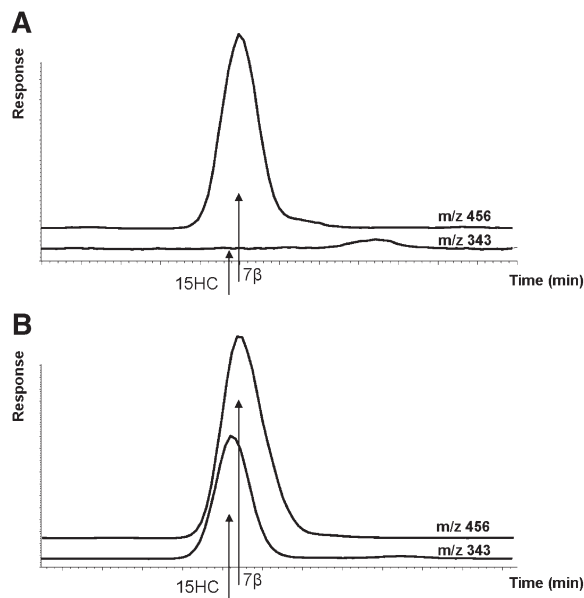 A
Response
m/z 456
m/z 343
15HC
7β
Time (min)
B
Response
m/z 456
m/z 343
Time (min)
15HC
7β